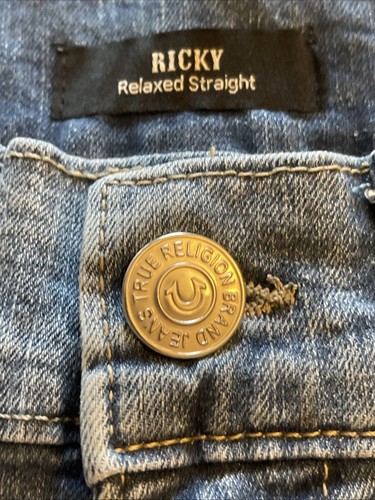 RICKY
Relaxed Straight
TRUE RELIGION BRAND JEANS